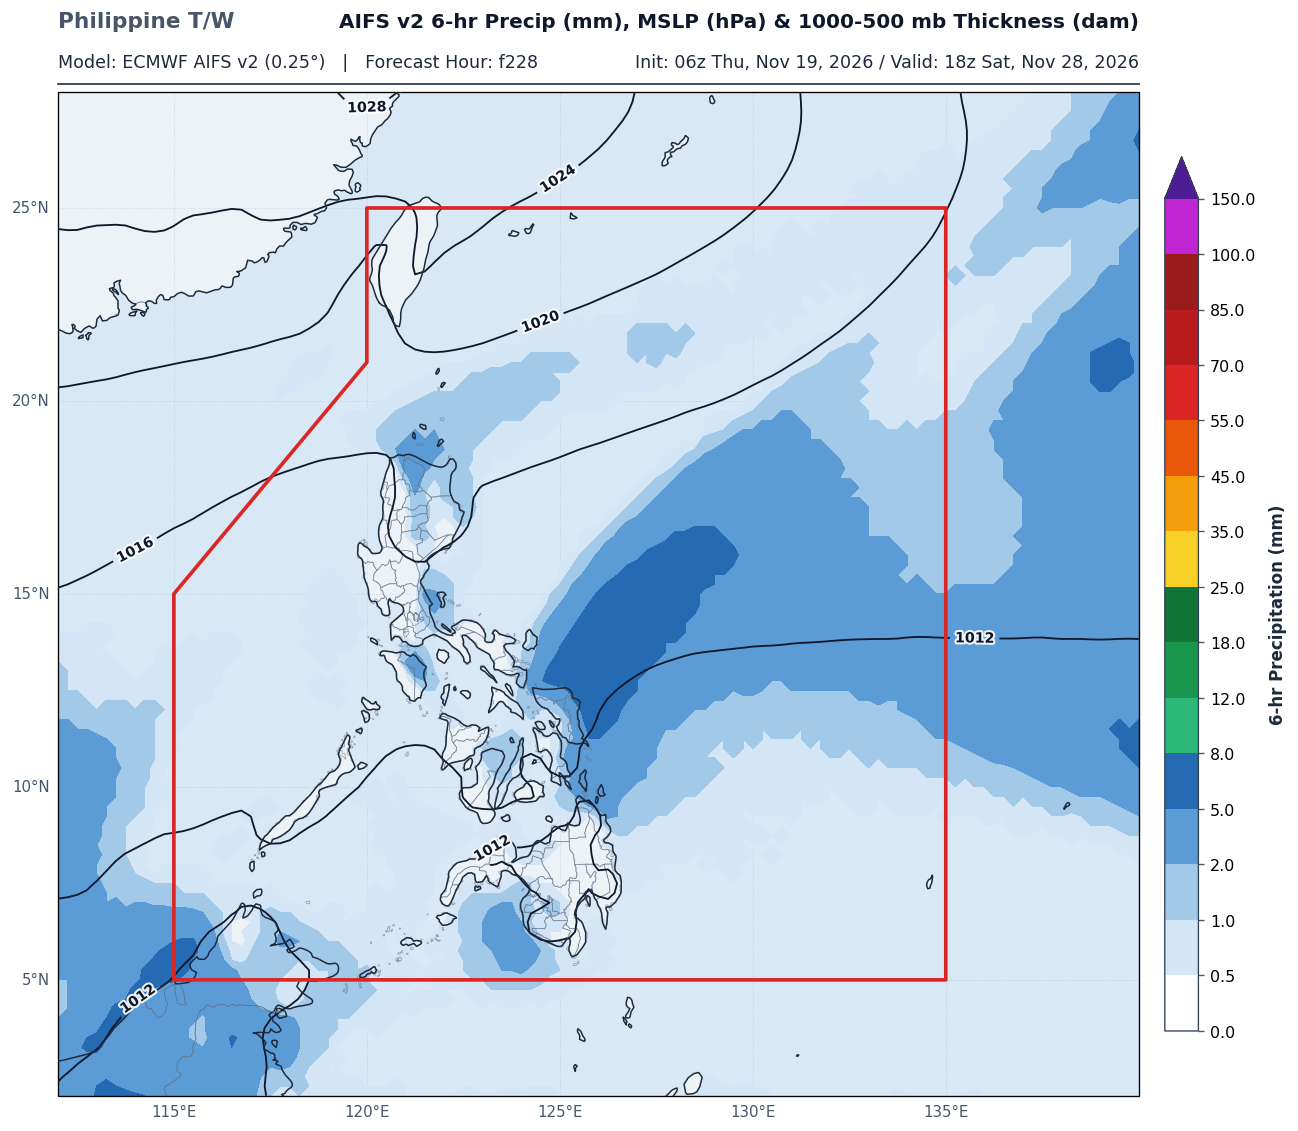 Philippine T/W
AIFS v2 6-hr Precip (mm), MSLP (hPa) & 1000-500 mb Thickness (dam)
Model: ECMWF AIFS v2 (0.25°) | Forecast Hour: f228
Init: 06z Thu, Nov 19, 2026 / Valid: 18z Sat, Nov 28, 2026
1028
1024
1020
1016
1012
1012
1012
25°N
20°N
15°N
10°N
5°N
115°E
120°E
125°E
130°E
135°E
150.0
100.0
85.0
70.0
55.0
45.0
35.0
25.0
18.0
12.0
8.0
5.0
2.0
1.0
0.5
0.0
6-hr Precipitation (mm)